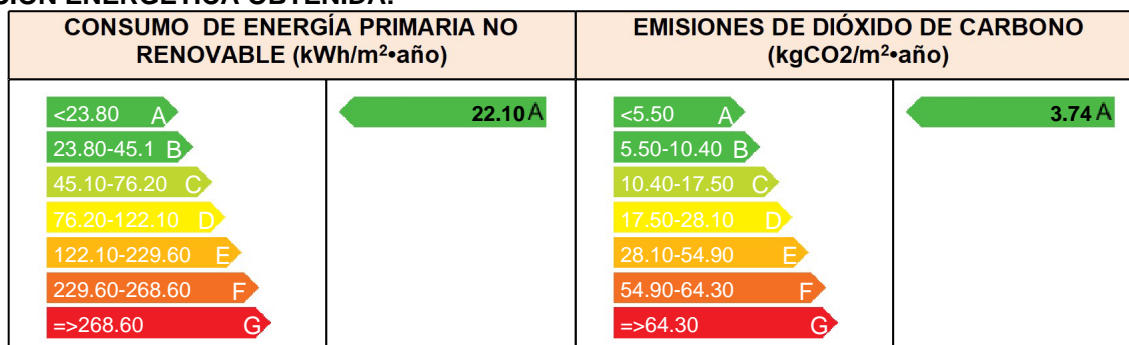 CIÓN ENERGÉTICA OBTENIDA:
CONSUMO DE ENERGÍA PRIMARIA NO
RENOVABLE (kWh/m²•año)
EMISIONES DE DIÓXIDO DE CARBONO
(kgCO2/m²•año)
<23.80 A
23.80-45.1 B
45.10-76.20 C
76.20-122.10 D
122.10-229.60 E
229.60-268.60 F
=>268.60 G
22.10 A
<5.50 A
5.50-10.40 B
10.40-17.50 C
17.50-28.10 D
28.10-54.90 E
54.90-64.30 F
=>64.30 G
3.74 A